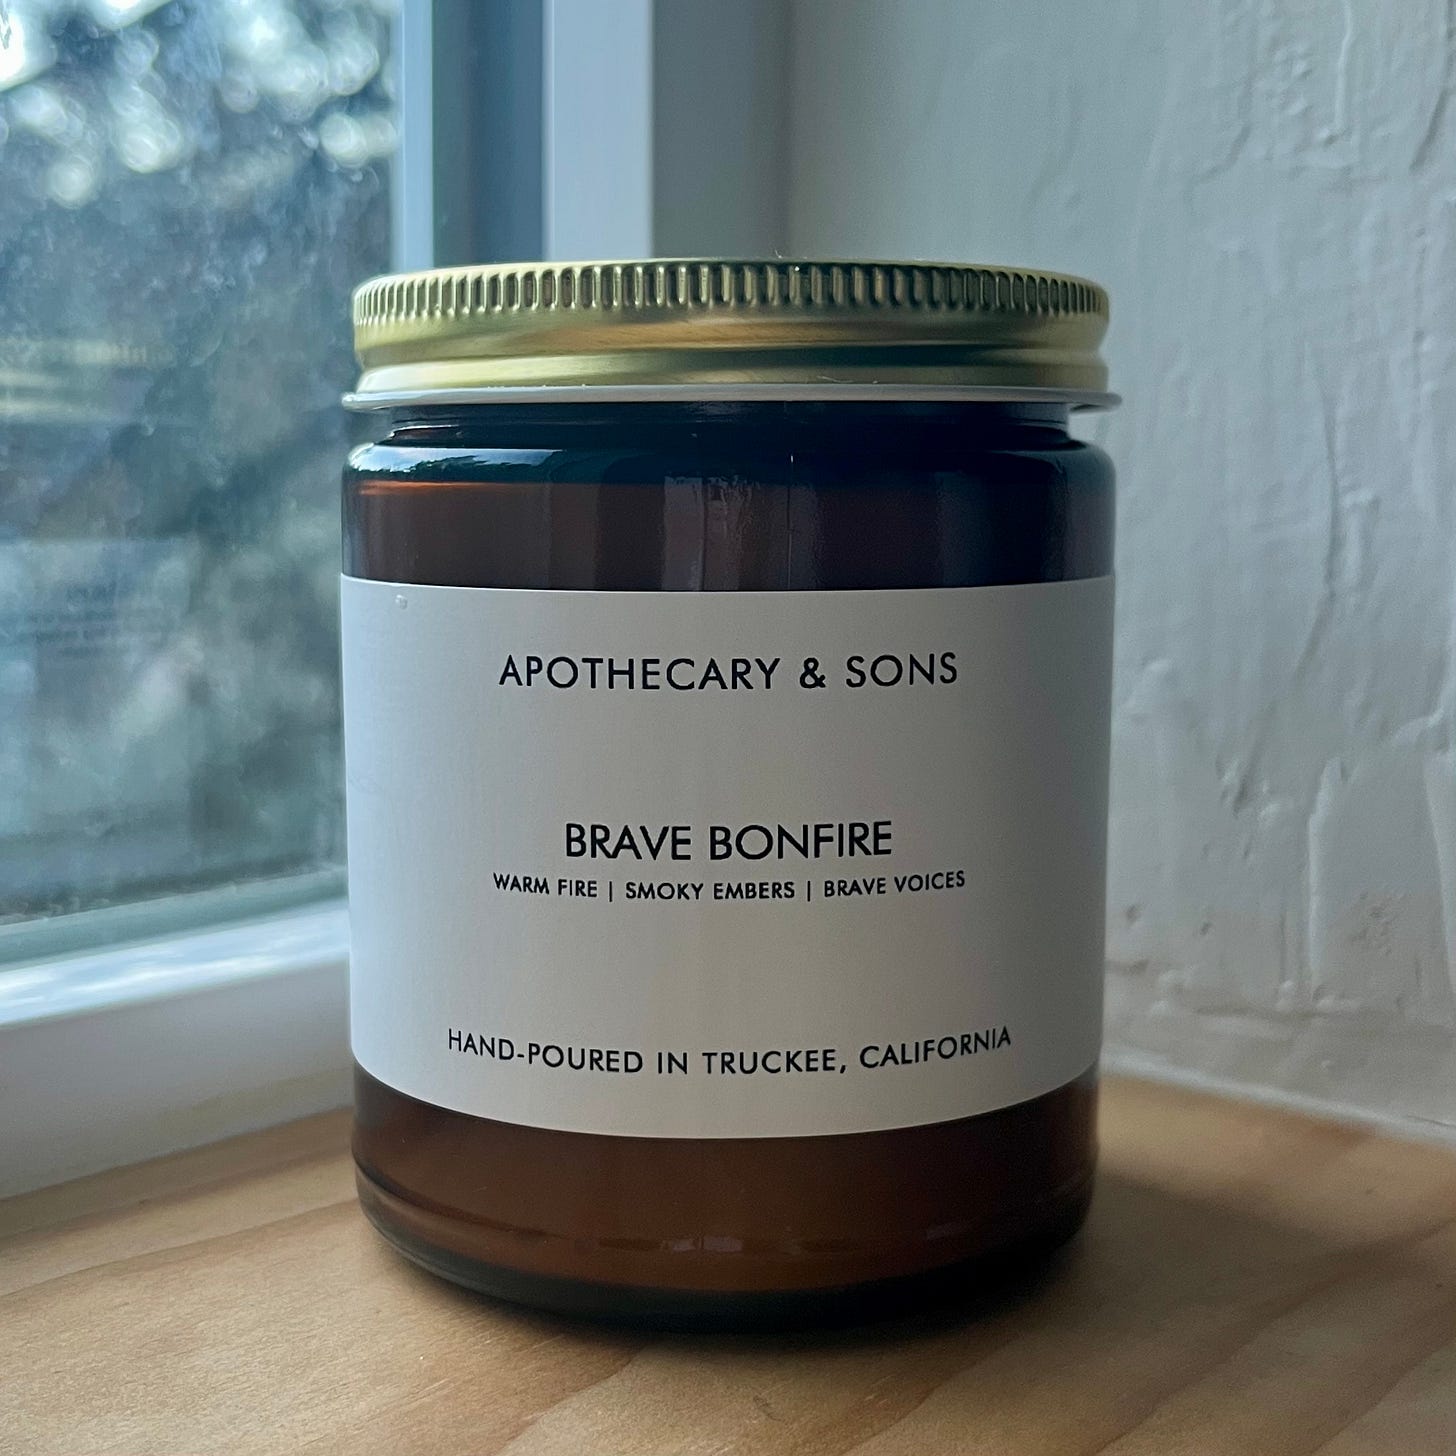 APOTHECARY & SONS
BRAVE BONFIRE
WARM FIRE | SMOKY EMBERS | BRAVE VOICES
HAND-POURED IN TRUCKEE, CALIFORNIA